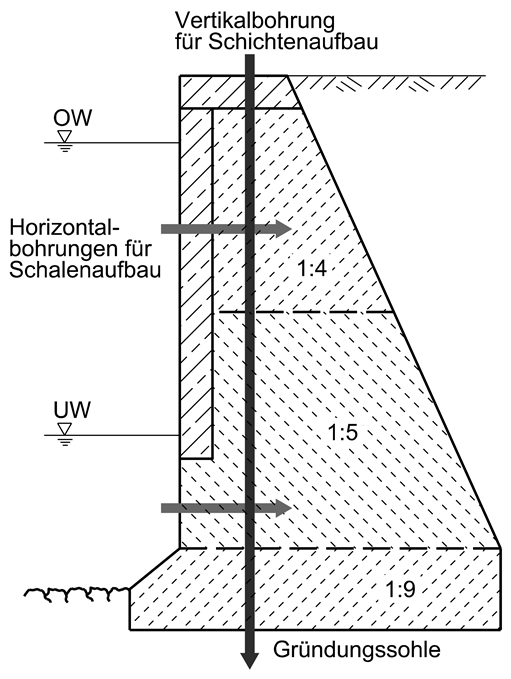 Vertikalbohrung
für Schichtenaufbau
OW
Horizontal-
bohrungen für
Schalenaufbau
1:4
UW
1:5
1:9
Gründungssohle